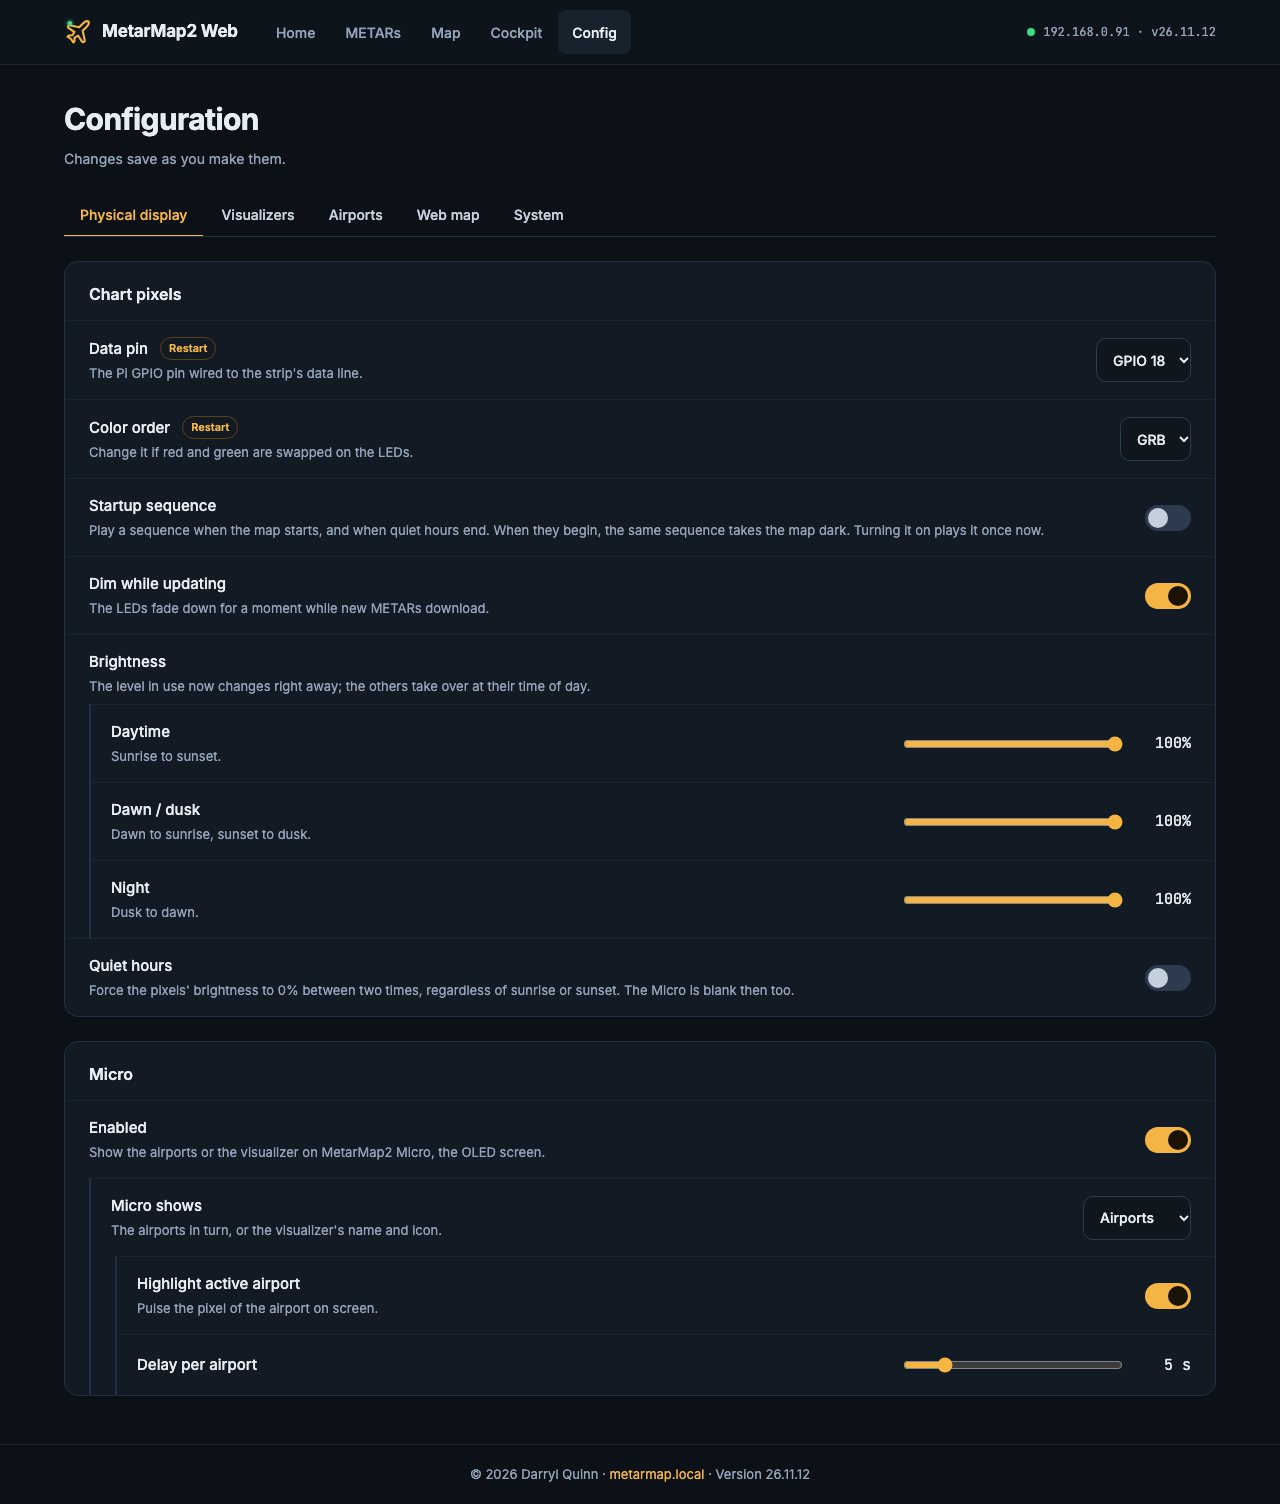 MetarMap2 Web
Home
METARs
Map
Cockpit
Config
192.168.0.91 · v26.11.12
Configuration
Changes save as you make them.
Physical display
Visualizers
Airports
Web map
System
Chart pixels
Data pin
Restart
The Pi GPIO pin wired to the strip's data line.
GPIO 18
Color order
Restart
Change it if red and green are swapped on the LEDs.
GRB
Startup sequence
Play a sequence when the map starts, and when quiet hours end. When they begin, the same sequence takes the map dark. Turning it on plays it once now.
Dim while updating
The LEDs fade down for a moment while new METARs download.
Brightness
The level in use now changes right away; the others take over at their time of day.
Daytime
Sunrise to sunset.
100%
Dawn / dusk
Dawn to sunrise, sunset to dusk.
100%
Night
Dusk to dawn.
100%
Quiet hours
Force the pixels' brightness to 0% between two times, regardless of sunrise or sunset. The Micro is blank then too.
Micro
Enabled
Show the airports or the visualizer on MetarMap2 Micro, the OLED screen.
Micro shows
The airports in turn, or the visualizer's name and icon.
Airports
Highlight active airport
Pulse the pixel of the airport on screen.
Delay per airport
5 s
© 2026 Darryl Quinn · metarmap.local · Version 26.11.12